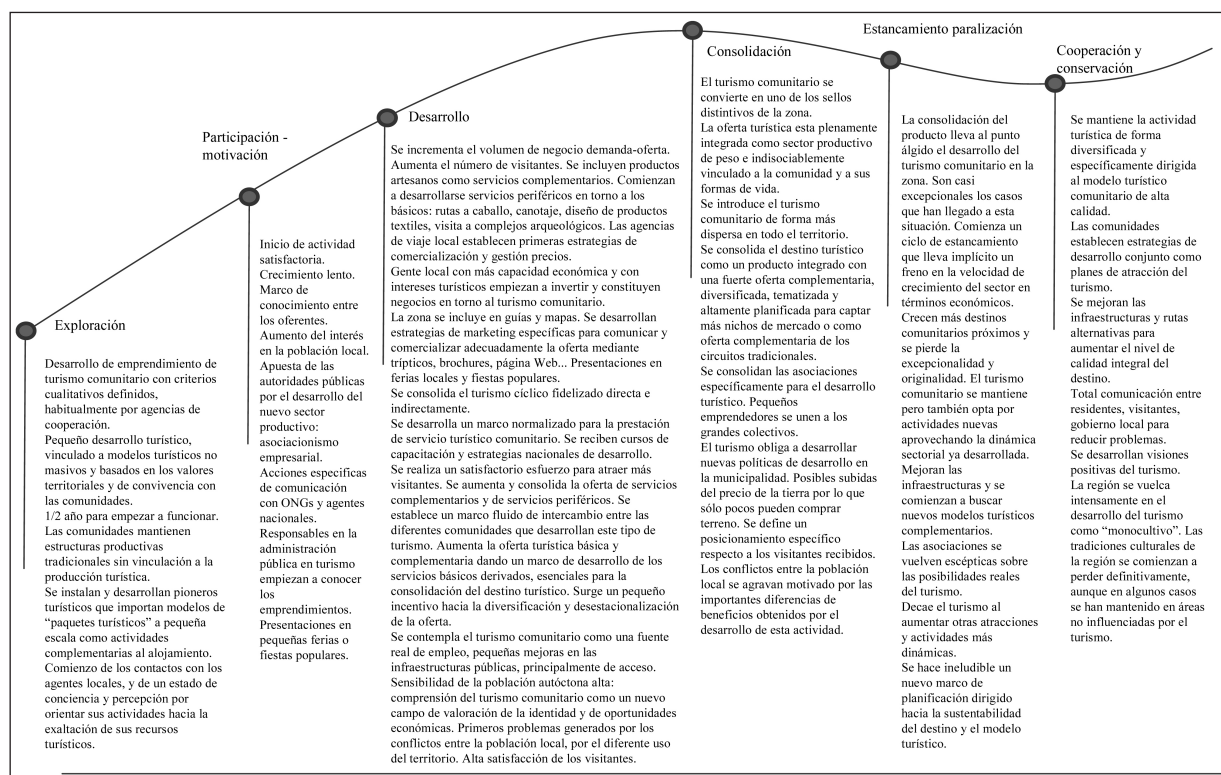 Exploración
Desarrollo de emprendimiento de
turismo comunitario con criterios
cualitativos definidos,
habitualmente por agencias de
cooperación.
Pequeño desarrollo turístico,
vinculado a modelos turísticos no
masivos y basados en los valores
territoriales y de convivencia con
las comunidades.
1/2 año para empezar a funcionar.
Las comunidades mantienen
estructuras productivas
tradicionales sin vinculación a la
producción turística.
Se instalan y desarrollan pioneros
turísticos que importan modelos de
“paquetes turísticos” a pequeña
escala como actividades
complementarias al alojamiento.
Comienzo de los contactos con los
agentes locales, y de un estado de
conciencia y percepción por
orientar sus actividades hacia la
exaltación de sus recursos
turísticos.
Participación -
motivación
Inicio de actividad
satisfactoria.
Crecimiento lento.
Marco de
conocimiento entre
los oferentes.
Aumento del interés
en la población local.
Apuesta de las
autoridades públicas
por el desarrollo del
nuevo sector
productivo:
asociacionismo
empresarial.
Acciones especificas
de comunicación
con ONGs y agentes
nacionales.
Responsables en la
administración
pública en turismo
empiezan a conocer
los
emprendimientos.
Presentaciones en
pequeñas ferias o
fiestas populares.
Desarrollo
Se incrementa el volumen de negocio demanda-oferta.
Aumenta el número de visitantes. Se incluyen productos
artesanos como servicios complementarios. Comienzan
a desarrollarse servicios periféricos en torno a los
básicos: rutas a caballo, canotaje, diseño de productos
textiles, visita a complejos arqueológicos. Las agencias
de viaje local establecen primeras estrategias de
comercialización y gestión precios.
Gente local con más capacidad económica y con
intereses turísticos empiezan a invertir y constituyen
negocios en torno al turismo comunitario.
La zona se incluye en guías y mapas. Se desarrollan
estrategias de marketing específicas para comunicar y
comercializar adecuadamente la oferta mediante
trípticos, brochures, página Web... Presentaciones en
ferias locales y fiestas populares.
Se consolida el turismo cíclico fidelizado directa e
indirectamente.
Se desarrolla un marco normalizado para la prestación
de servicio turístico comunitario. Se reciben cursos de
capacitación y estrategias nacionales de desarrollo.
Se realiza un satisfactorio esfuerzo para atraer más
visitantes. Se aumenta y consolida la oferta de servicios
complementarios y de servicios periféricos. Se
establece un marco fluido de intercambio entre las
diferentes comunidades que desarrollan este tipo de
turismo. Aumenta la oferta turística básica y
complementaria dando un marco de desarrollo de los
servicios básicos derivados, esenciales para la
consolidación del destino turístico. Surge un pequeño
incentivo hacia la diversificación y desestacionalización
de la oferta.
Se contempla el turismo comunitario como una fuente
real de empleo, pequeñas mejoras en las
infraestructuras públicas, principalmente de acceso.
Sensibilidad de la población autóctona alta:
comprensión del turismo comunitario como un nuevo
campo de valoración de la identidad y de oportunidades
económicas. Primeros problemas generados por los
conflictos entre la población local, por el diferente uso
del territorio. Alta satisfacción de los visitantes.
Consolidación
El turismo comunitario se
convierte en uno de los sellos
distintivos de la zona.
La oferta turística esta plenamente
integrada como sector productivo
de peso e indisociablemente
vinculado a la comunidad y a sus
formas de vida.
Se introduce el turismo
comunitario de forma más
dispersa en todo el territorio.
Se consolida el destino turístico
como un producto integrado con
una fuerte oferta complementaria,
diversificada, tematizada y
altamente planificada para captar
más nichos de mercado o como
oferta complementaria de los
circuitos tradicionales.
Se consolidan las asociaciones
específicamente para el desarrollo
turístico. Pequeños
emprendedores se unen a los
grandes colectivos.
El turismo obliga a desarrollar
nuevas políticas de desarrollo en
la municipalidad. Posibles
subidas del precio de la tierra por lo que
sólo pocos pueden comprar
terreno. Se define un
posicionamiento específico
respecto a los visitantes recibidos.
Los conflictos entre la población
local se agravan motivado por las
importantes diferencias de
beneficios obtenidos por el
desarrollo de esta actividad.
Estancamiento paralización
La consolidación del
producto lleva al punto
álgido el desarrollo del
turismo comunitario en la
zona. Son casi
excepcionales los casos
que han llegado a esta
situación. Comienza un
ciclo de estancamiento
que lleva implícito un
freno en la velocidad de
crecimiento del sector en
términos económicos.
Crecen más destinos
comunitarios próximos y
se pierde la
excepcionalidad y
originalidad. El turismo
comunitario se mantiene
pero también opta por
actividades nuevas
aprovechando la dinámica
sectorial ya desarrollada.
Mejoran las
infraestructuras y se
comienzan a buscar
nuevos modelos turísticos
complementarios.
Las asociaciones se
vuelven escépticas sobre
las posibilidades reales
del turismo.
Decae el turismo al
aumentar otras atracciones
y actividades más
dinámicas.
Se hace ineludible un
nuevo marco de
planificación dirigido
hacia la sustentabilidad
del destino y el modelo
turístico.
Cooperación y
conservación
Se mantiene la actividad
turística de forma
diversificada y
específicamente dirigida
al modelo turístico
comunitario de alta
calidad.
Las comunidades
establecen estrategias de
desarrollo conjunto como
planes de atracción del
turismo.
Se mejoran las
infraestructuras y rutas
alternativas para
aumentar el nivel de
calidad integral del
destino.
Total comunicación entre
residentes, visitantes,
gobierno local para
reducir problemas.
Se desarrollan visiones
positivas del turismo.
La región se vuelca
intensamente en el
desarrollo del turismo
como “monocultivo”. Las
tradiciones culturales de
la región se comienzan a
perder definitivamente,
aunque en algunos casos
se han mantenido en áreas
no influenciadas por el
turismo.